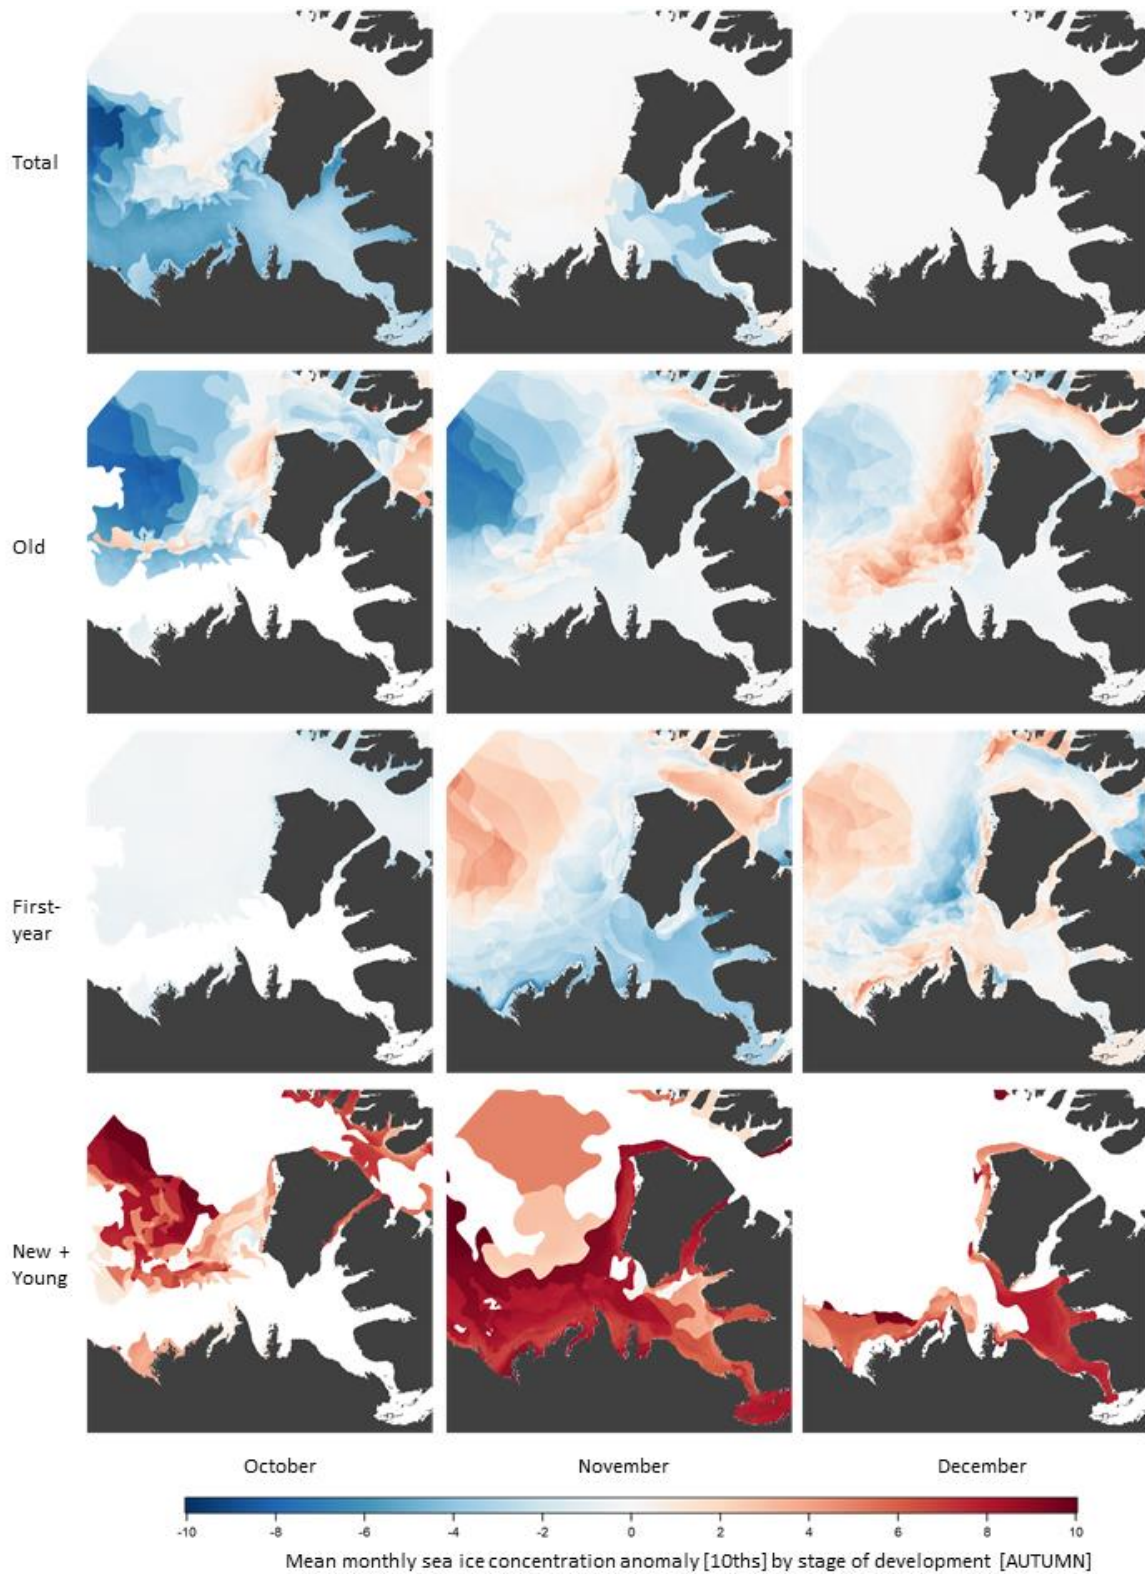 Total
Old
First-
year
New +
Young
October
November
December
-10
-8
-6
-4
-2
0
2
4
6
8
10
Mean monthly sea ice concentration anomaly [10ths] by stage of development [AUTUMN]